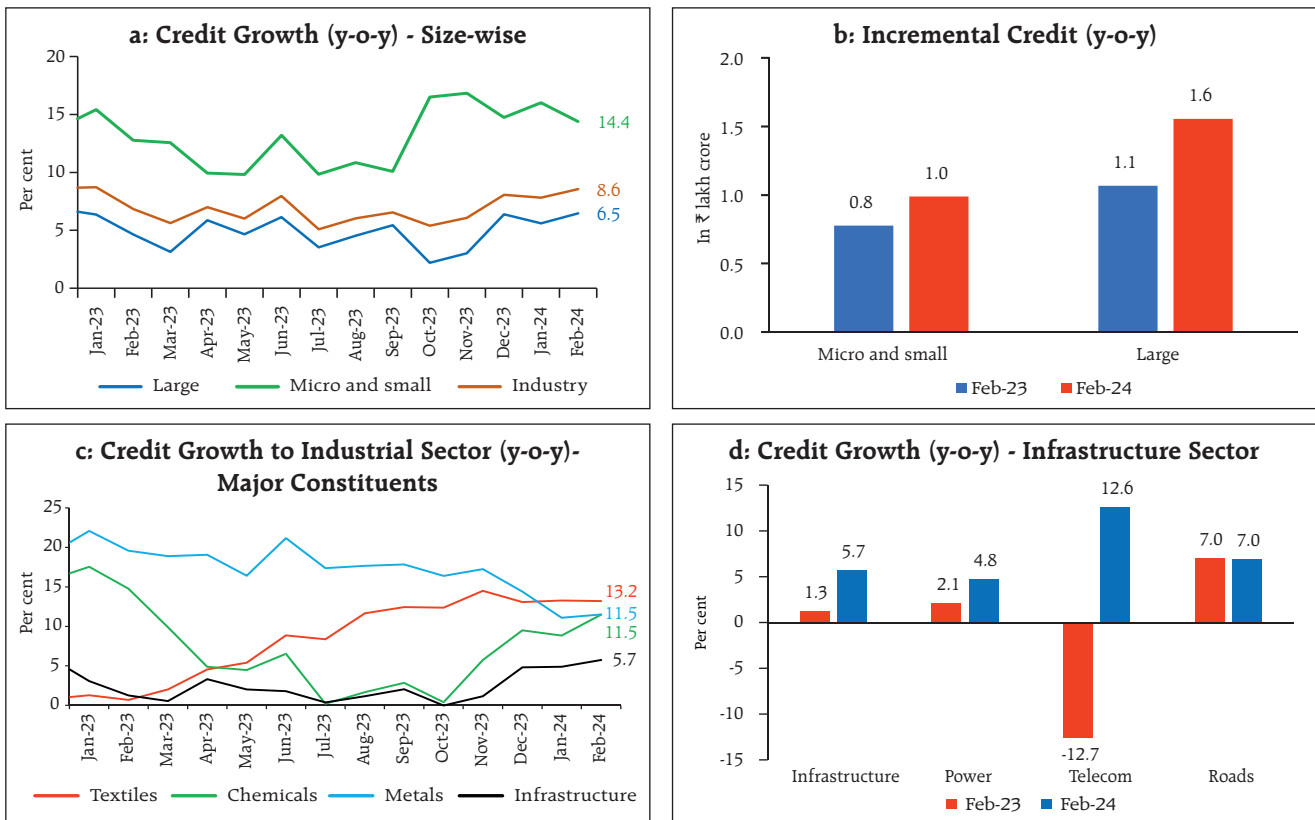 a: Credit Growth (y-o-y) - Size-wise
Per cent
20
15
10
5
0
14.4
8.6
6.5
Jan-23
Feb-23
Mar-23
Apr-23
May-23
Jun-23
Jul-23
Aug-23
Sep-23
Oct-23
Nov-23
Dec-23
Jan-24
Feb-24
Large Micro and small Industry
b: Incremental Credit (y-o-y)
In ₹ lakh crore
2.0
1.5
1.0
0.5
0.0
0.8
1.0
1.1
1.6
Micro and small Large
Feb-23 Feb-24
c: Credit Growth to Industrial Sector (y-o-y)-
Major Constituents
Per cent
25
20
15
10
5
0
13.2
11.5
11.5
5.7
Jan-23
Feb-23
Mar-23
Apr-23
May-23
Jun-23
Jul-23
Aug-23
Sep-23
Oct-23
Nov-23
Dec-23
Jan-24
Feb-24
Textiles Chemicals Metals Infrastructure
d: Credit Growth (y-o-y) - Infrastructure Sector
Per cent
15
10
5
0
-5
-10
-15
1.3
5.7
2.1
4.8
-12.7
12.6
7.0
7.0
Infrastructure Power Telecom Roads
Feb-23 Feb-24